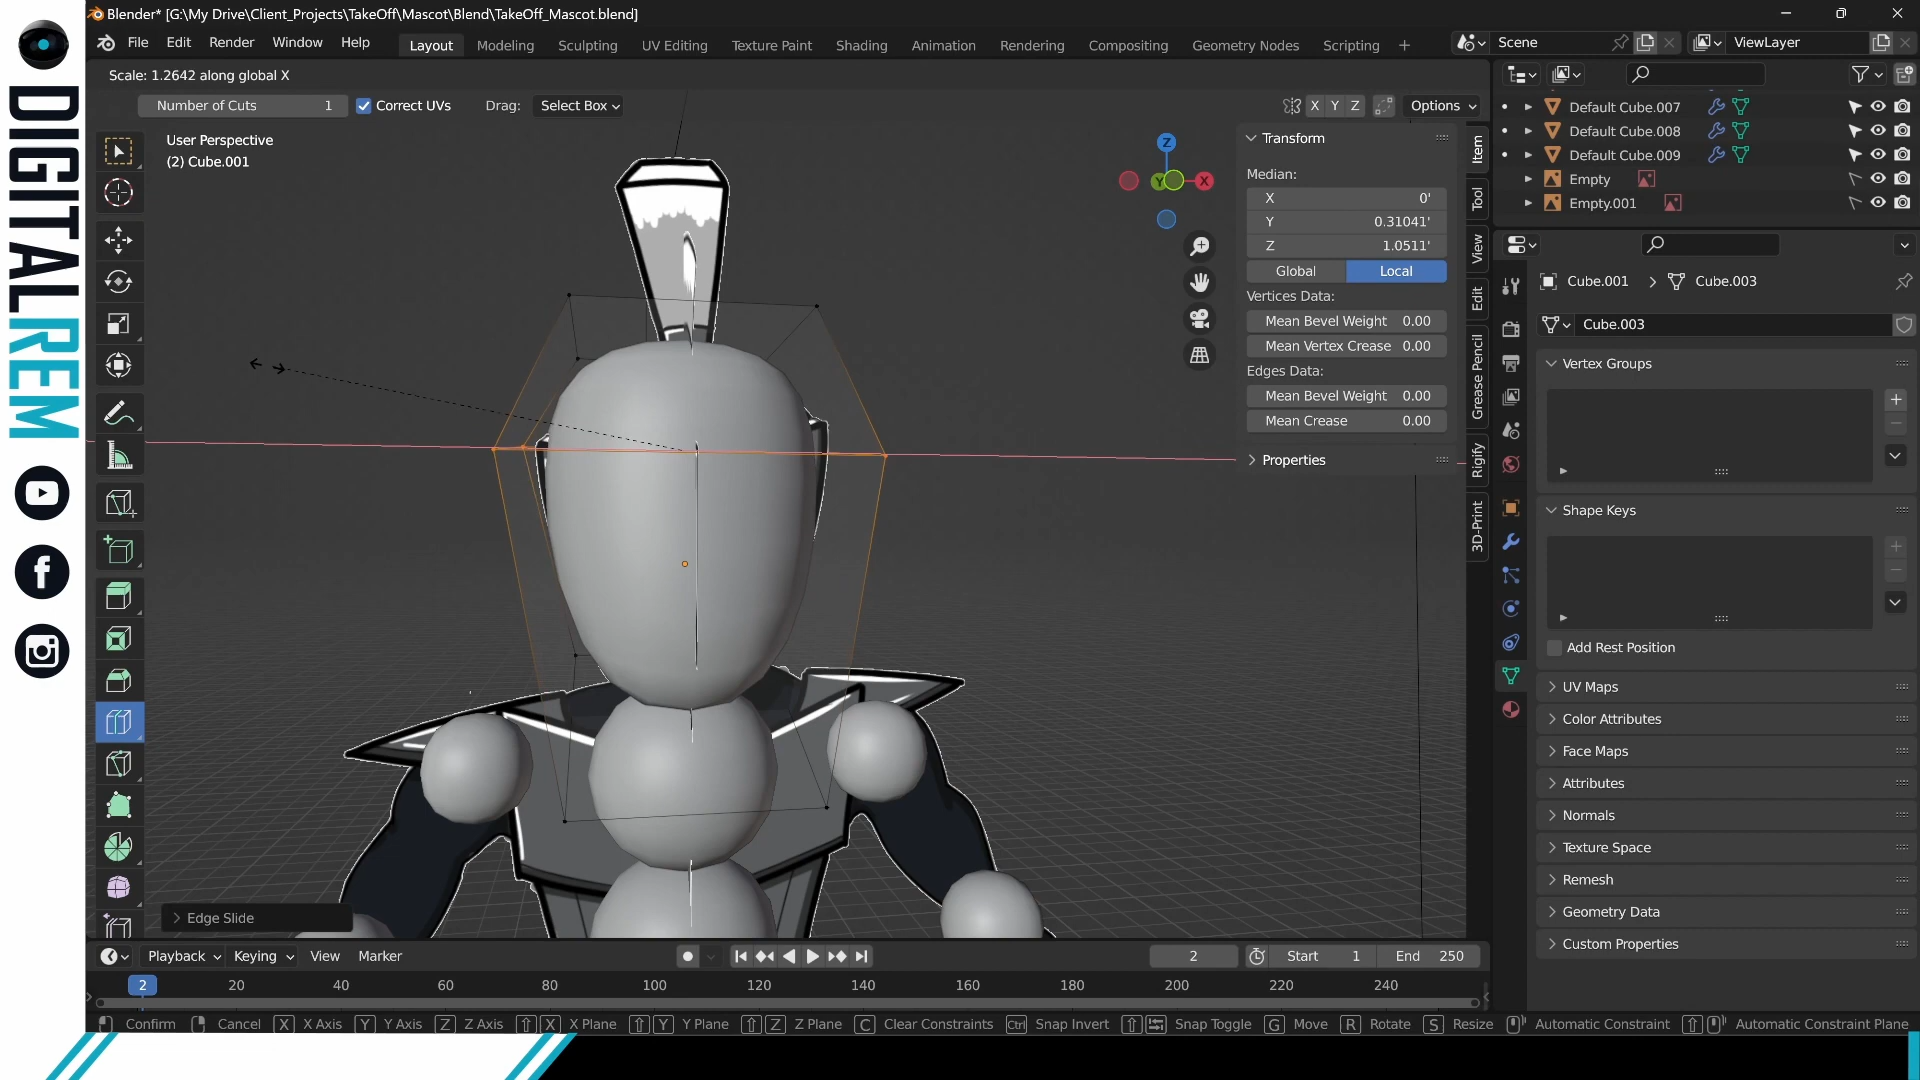 DIGITALREM
Blender* [G:\My Drive\Client_Projects\TakeOff\Mascot\Blend\TakeOff_Mascot.blend]
File Edit Render Window Help Layout Modeling Sculpting UV Editing Texture Paint Shading Animation Rendering Compositing Geometry Nodes Scripting + Scene ViewLayer
Scale: 1.2642 along global X
Number of Cuts 1 Correct UVs Drag: Select Box X Y Z Options
User Perspective
(2) Cube.001
Z
Y
X
Transform
Median:
X 0'
Y 0.31041'
Z 1.0511'
Global Local
Vertices Data:
Mean Bevel Weight 0.00
Mean Vertex Crease 0.00
Edges Data:
Mean Bevel Weight 0.00
Mean Crease 0.00
Properties
Item
Tool
View
Edit
Grease Pencil
Rigify
3D-Print
Default Cube.007
Default Cube.008
Default Cube.009
Empty
Empty.001
Cube.001 > Cube.003
Cube.003
Vertex Groups
Shape Keys
Add Rest Position
UV Maps
Color Attributes
Face Maps
Attributes
Normals
Texture Space
Remesh
Geometry Data
Custom Properties
Edge Slide
Playback Keying View Marker 2 Start 1 End 250
2 20 40 60 80 100 120 140 160 180 200 220 240
Confirm Cancel X X Axis Y Y Axis Z Z Axis X X Plane Y Y Plane Z Z Plane C Clear Constraints Ctrl Snap Invert Snap Toggle G Move R Rotate S Resize Automatic Constraint Automatic Constraint Plane